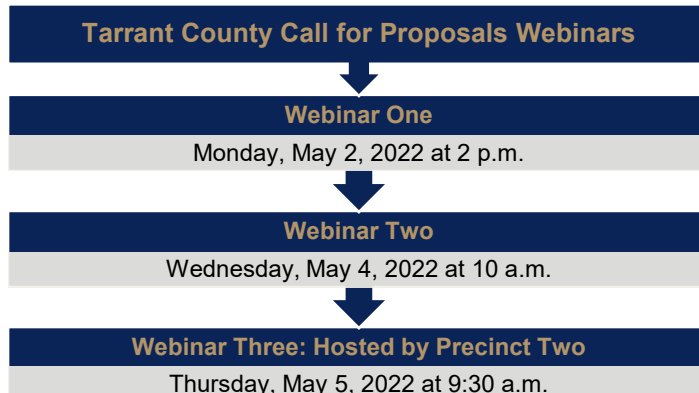 Tarrant County Call for Proposals Webinars
Webinar One
Monday, May 2, 2022 at 2 p.m.
Webinar Two
Wednesday, May 4, 2022 at 10 a.m.
Webinar Three: Hosted by Precinct Two
Thursday, May 5, 2022 at 9:30 a.m.